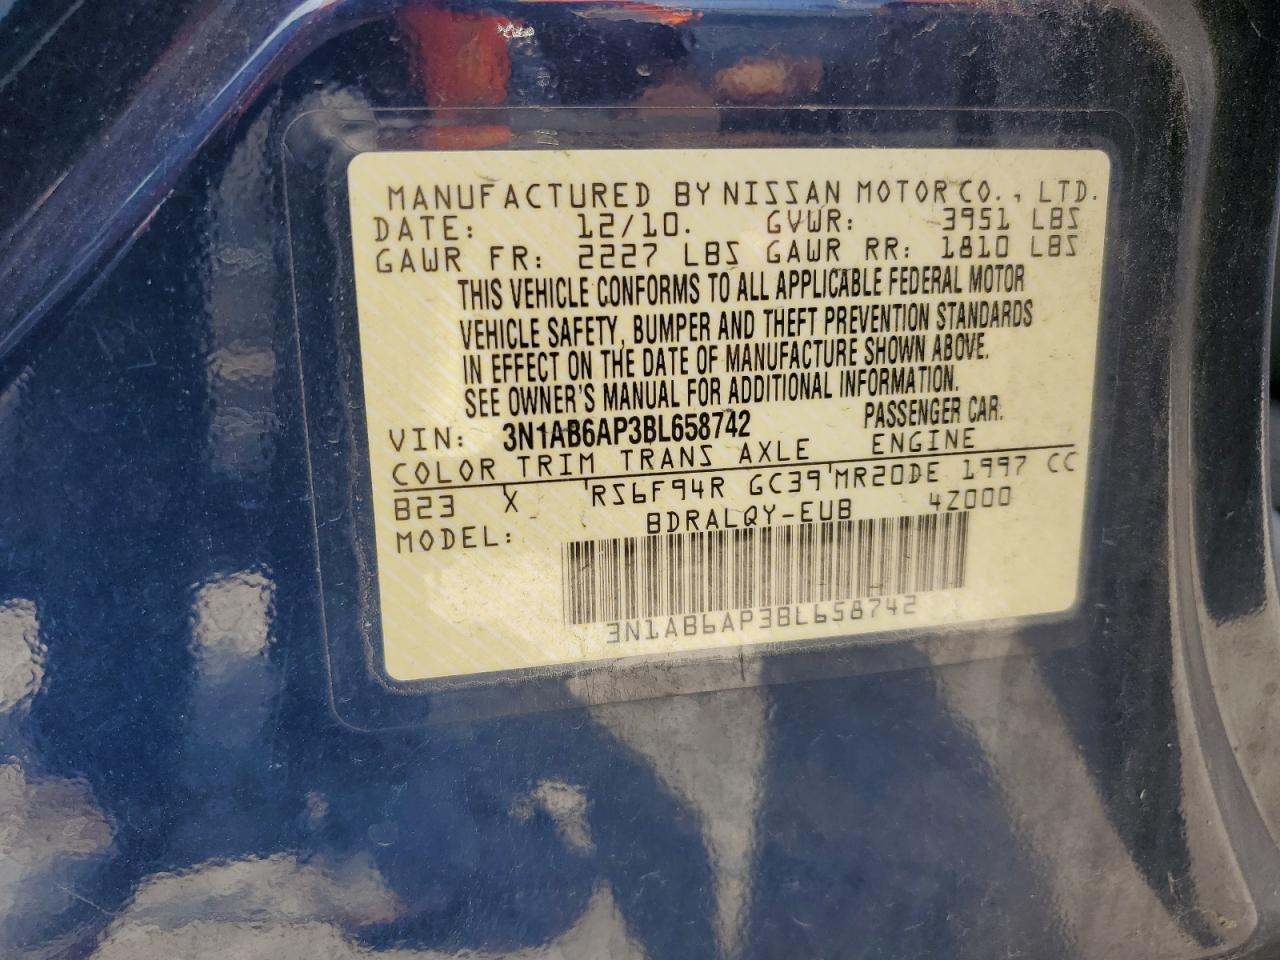 MANUFACTURED BY NISSAN MOTOR CO., LTD.
DATE: 12/10. GVWR: 3951 LBS
GAWR FR: 2227 LBS GAWR RR: 1810 LBS
THIS VEHICLE CONFORMS TO ALL APPLICABLE FEDERAL MOTOR
VEHICLE SAFETY, BUMPER AND THEFT PREVENTION STANDARDS
IN EFFECT ON THE DATE OF MANUFACTURE SHOWN ABOVE.
SEE OWNER'S MANUAL FOR ADDITIONAL INFORMATION.
VIN: 3N1AB6AP3BL658742 PASSENGER CAR.
COLOR TRIM TRANS AXLE ENGINE
B23 X RS6F94R GC39 MR20DE 1997 CC
MODEL: BDRALQY-EUB 4Z000
3N1AB6AP3BL658742